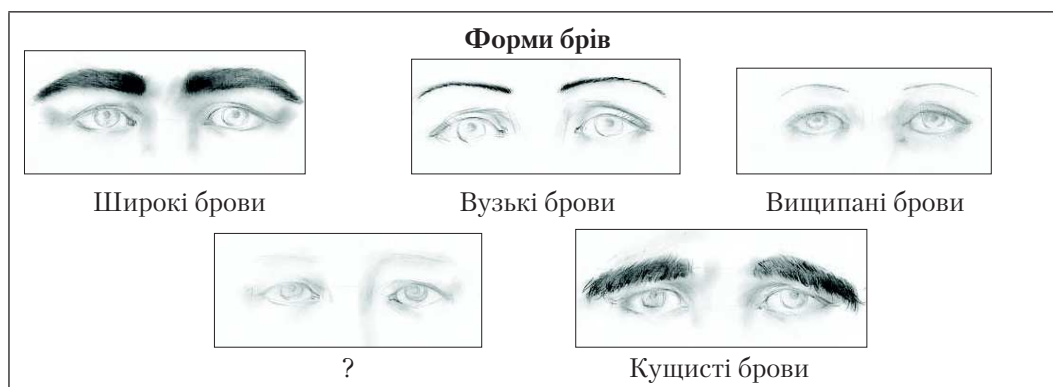 Форми брів
Широкі брови
Вузькі брови
Вищипані брови
?
Кущисті брови